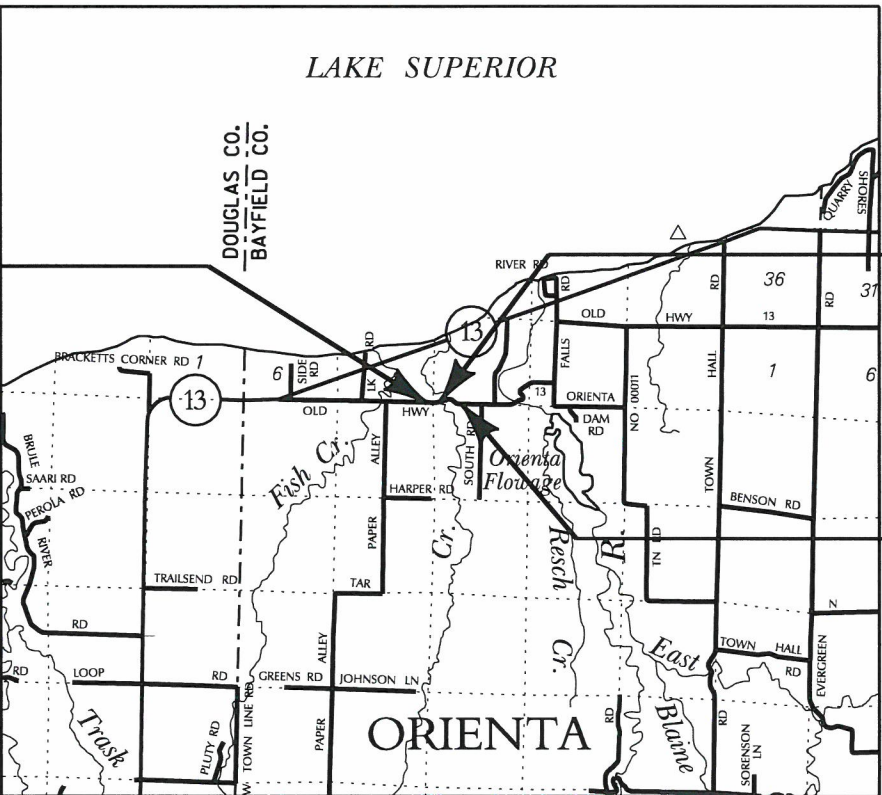 LAKE SUPERIOR
DOUGLAS CO.
BAYFIELD CO.
QUARRY
SHORES
RIVER RD
RD
RD
36
31
RD
OLD
HWY
13
13
RD
BRACKETTS CORNER RD
1
6
SIDE
RD
LK
FALLS
HALL
1
6
13
OLD
HWY
13
ORIENTA
NO 00011
DAM
RD
BRULE
SAARI RD
PEROLA RD
RIVER
Fish Cr.
ALLEY
SOUTH RD
Orienta
Flowage
TOWN
HARPER RD
BENSON RD
PAPER
Cr.
Resch
R.
TN RD
TRAILSEND RD
TAR
N
RD
Cr.
East
TOWN HALL
RD
EVERGREEN
RD
LOOP
RD
ALLEY
GREENS RD
JOHNSON LN
Trask
W TOWN LINE RD
PLUTY RD
PAPER
ORIENTA
RD
Blaine
RD
SORENSON
LN